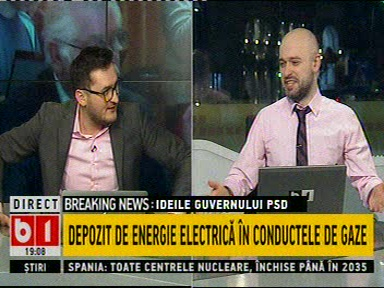 DIRECT
BREAKING NEWS : IDEILE GUVERNULUI PSD
b1
DEPOZIT DE ENERGIE ELECTRICĂ ÎN CONDUCTELE DE GAZE
19:08
ȘTIRI
SPANIA: TOATE CENTRELE NUCLEARE, ÎNCHISE PÂNĂ ÎN 2035